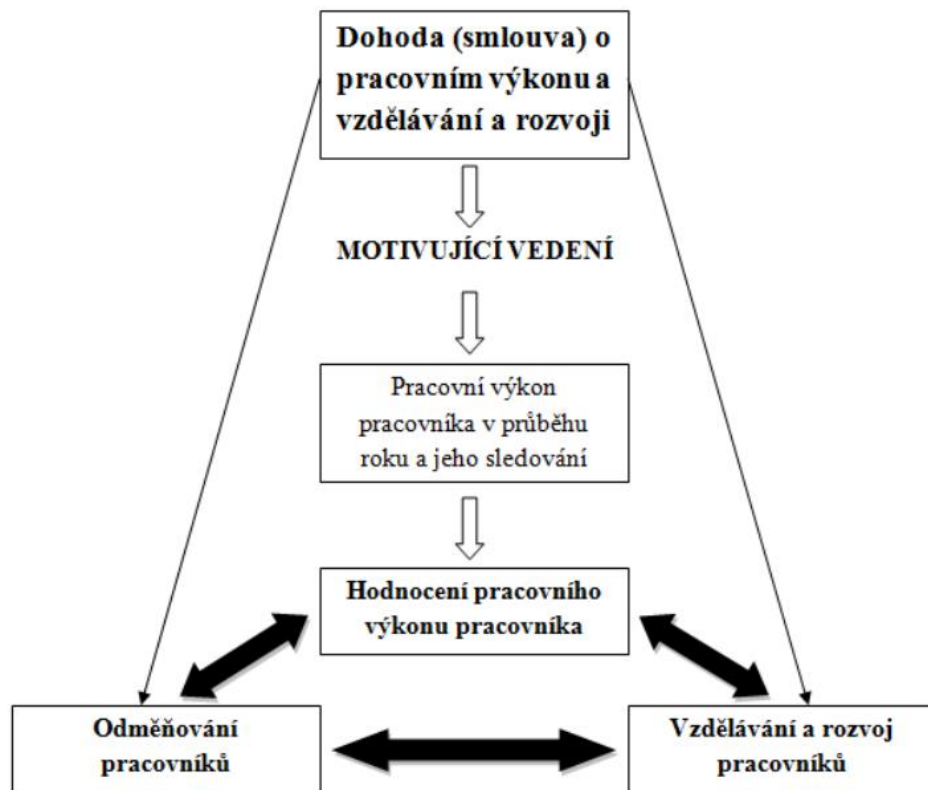 Dohoda (smlouva) o
pracovním výkonu a
vzdělávání a rozvoji
MOTIVUJÍCÍ VEDENÍ
Pracovní výkon
pracovníka v průběhu
roku a jeho sledování
Hodnocení pracovního
výkonu pracovníka
Odměňování
pracovníků
Vzdělávání a rozvoj
pracovníků